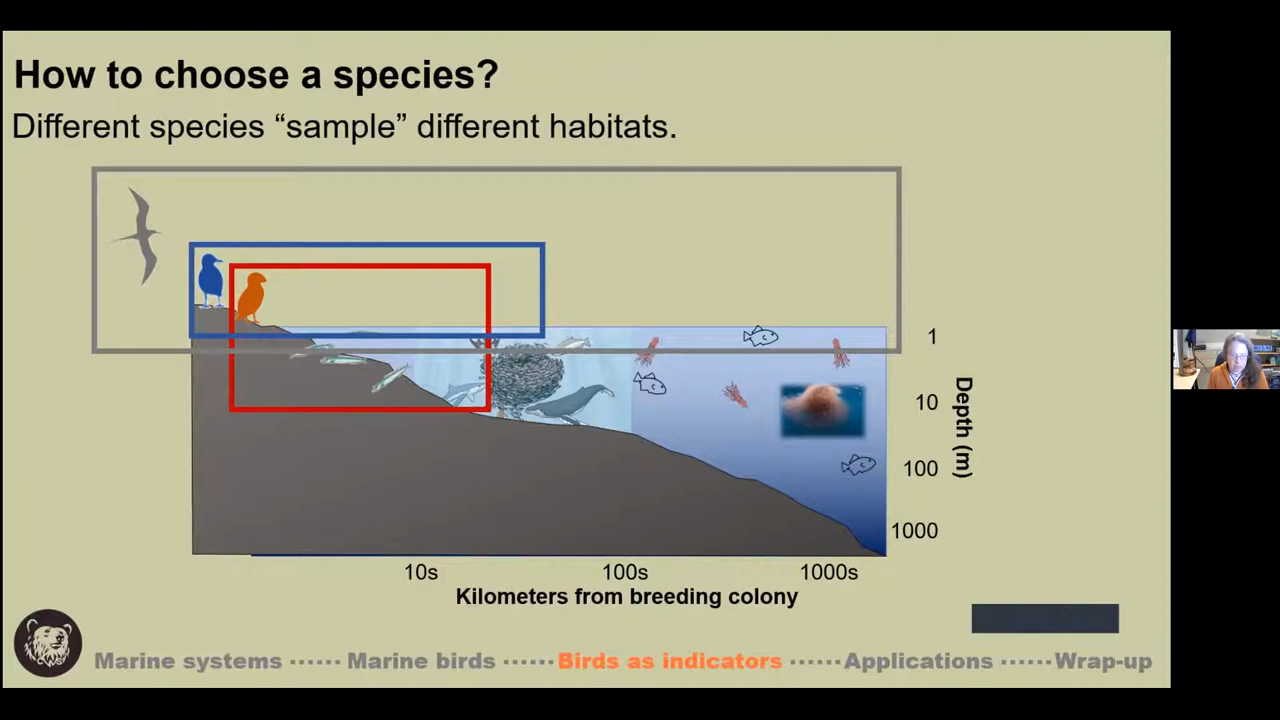 How to choose a species?
Different species “sample” different habitats.
1
10
100
1000
Depth (m)
10s
100s
1000s
Kilometers from breeding colony
Marine systems ······ Marine birds ······ Birds as indicators ······ Applications ······ Wrap-up